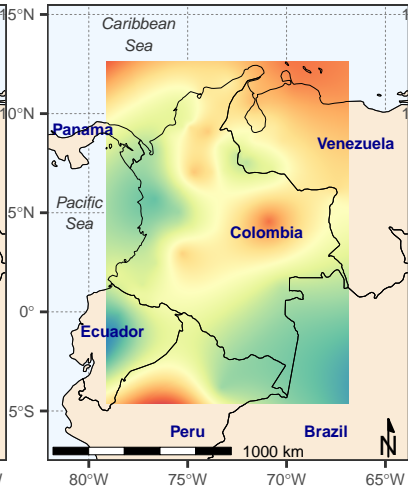 15°N
Caribbean
Sea
10°N
Panama
Venezuela
Pacific
Sea
5°N
Colombia
0°
Ecuador
5°S
Peru
Brazil
1000 km
N
80°W
75°W
70°W
65°W